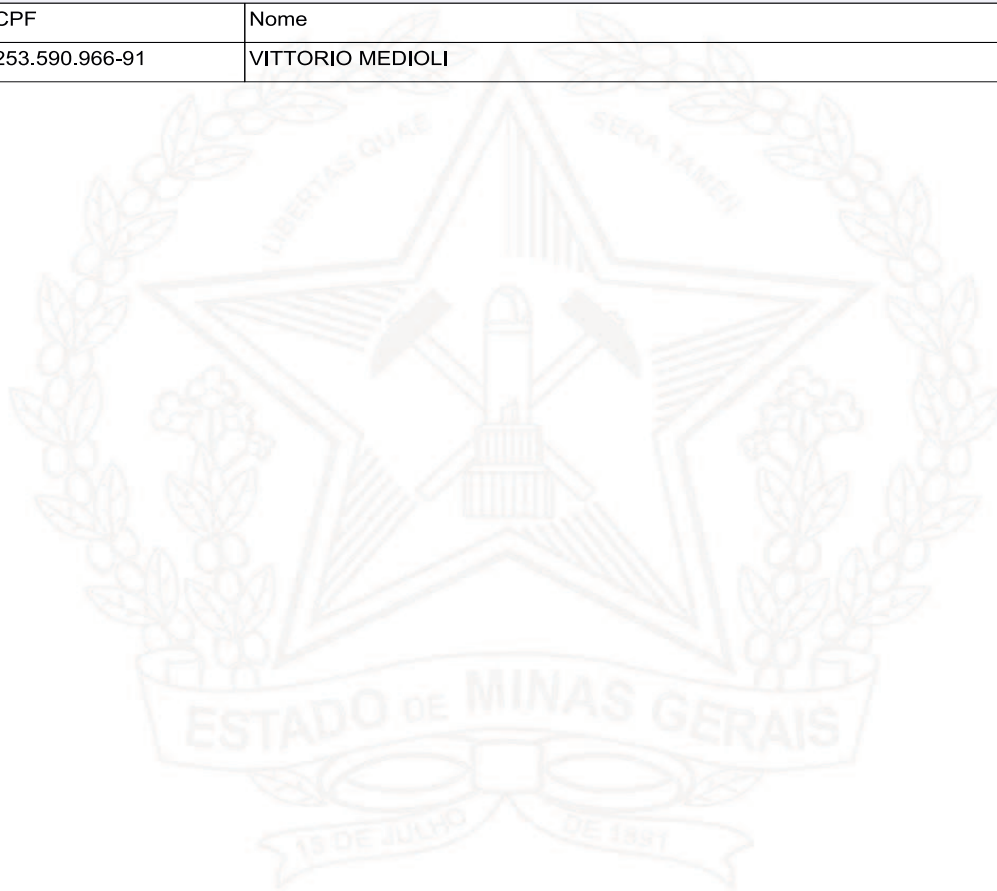 CPF Nome
253.590.966-91 VITTORIO MEDIOLI
LIBERTAS QUAE SERA TAMEN
ESTADO DE MINAS GERAIS
15 DE JULHO DE 1891